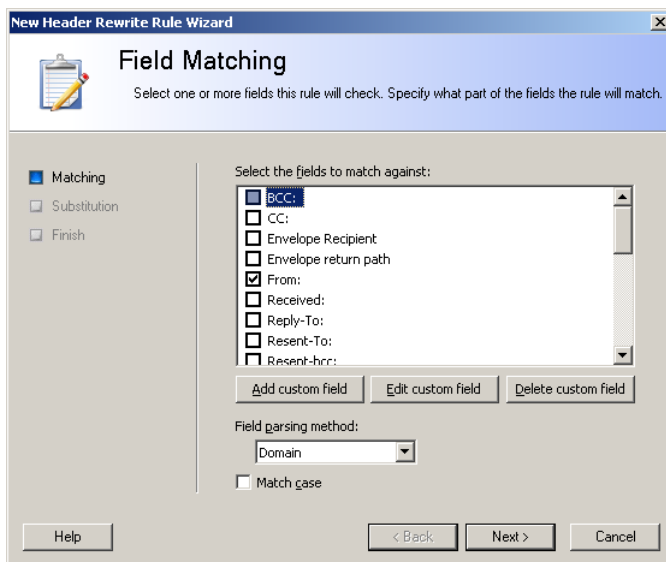 New Header Rewrite Rule Wizard
Field Matching
Select one or more fields this rule will check. Specify what part of the fields the rule will match.
Matching
Substitution
Finish
Select the fields to match against:
BCC:
CC:
Envelope Recipient
Envelope return path
From:
Received:
Reply-To:
Resent-To:
Resent-bcc:
Add custom field Edit custom field Delete custom field
Field parsing method:
Domain
Match case
Help < Back Next > Cancel